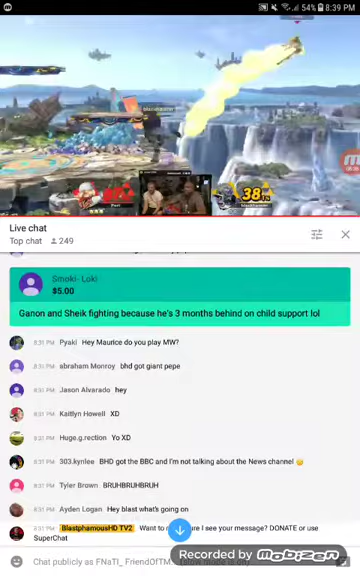 54% 8:39 PM
38%
Live chat
Top chat 249
Smoki- Loki
$5.00
Ganon and Sheik fighting because he's 3 months behind on child support lol
8:31 PM Pyaki Hey Maurice do you play MW?
8:31 PM abraham Monroy bhd got giant pepe
8:31 PM Jason Alvarado hey
8:31 PM Kaitlyn Howell XD
8:31 PM Huge.g.rection Yo XD
8:31 PM 303.kynlee BHD got the BBC and I'm not talking about the News channel 😌
8:31 PM Tyler Brown BRUHBRUHBRUH
8:31 PM Ayden Logan Hey blast what's going on
8:31 PM BlastphamousHD TV2 Want to make sure I see your message? DONATE or use
SuperChat
Chat publicly as FNaTI_ FriendOfTM
Recorded by MOBIZEN